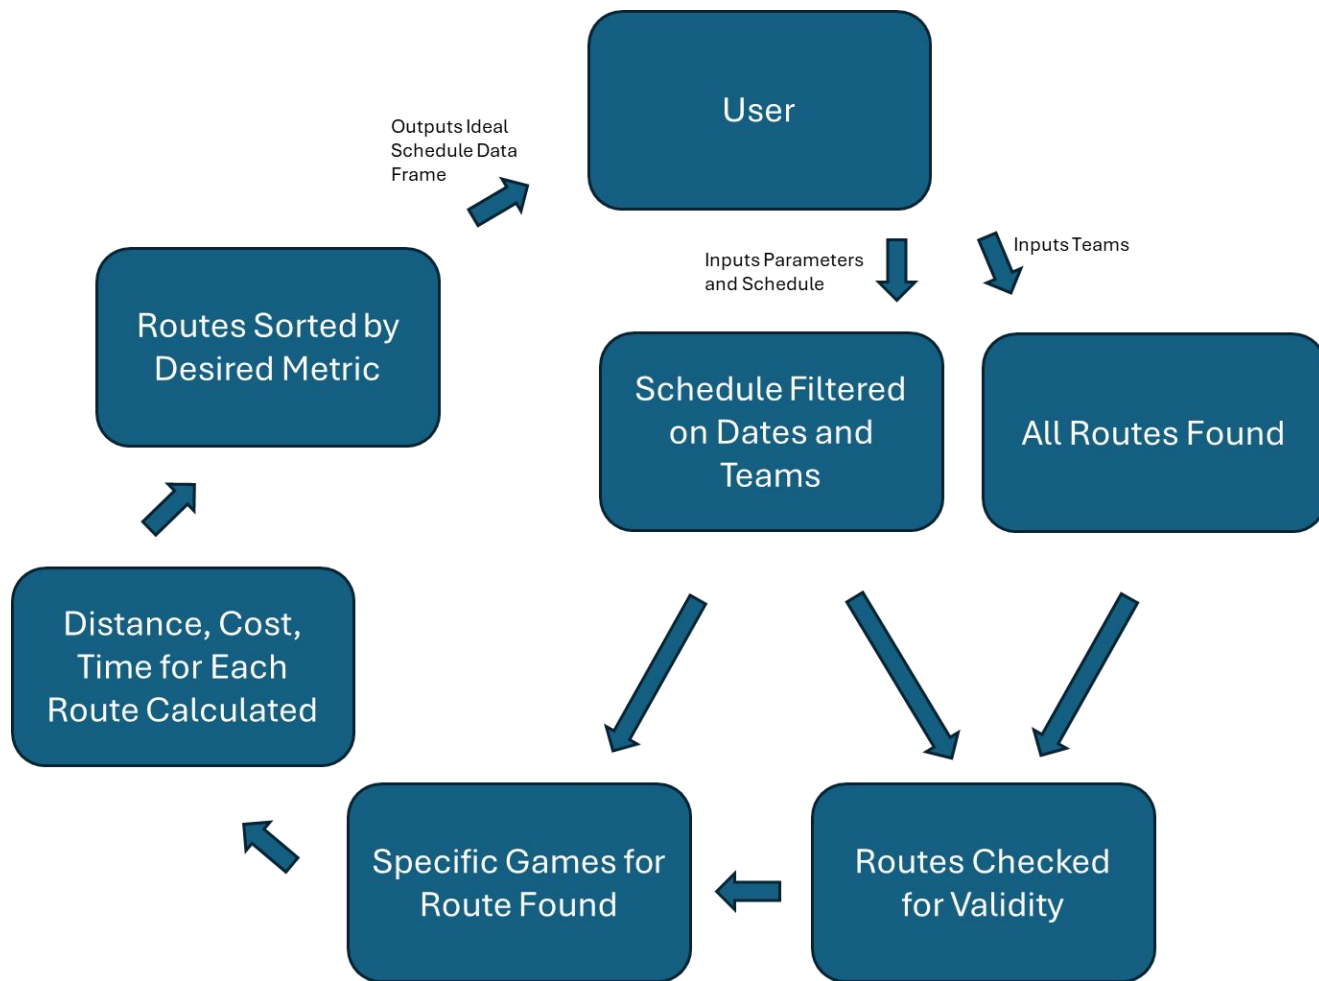 User
Outputs Ideal
Schedule Data
Frame
Inputs Parameters
and Schedule
Inputs Teams
Routes Sorted by
Desired Metric
Schedule Filtered
on Dates and
Teams
All Routes Found
Distance, Cost,
Time for Each
Route Calculated
Specific Games for
Route Found
Routes Checked
for Validity